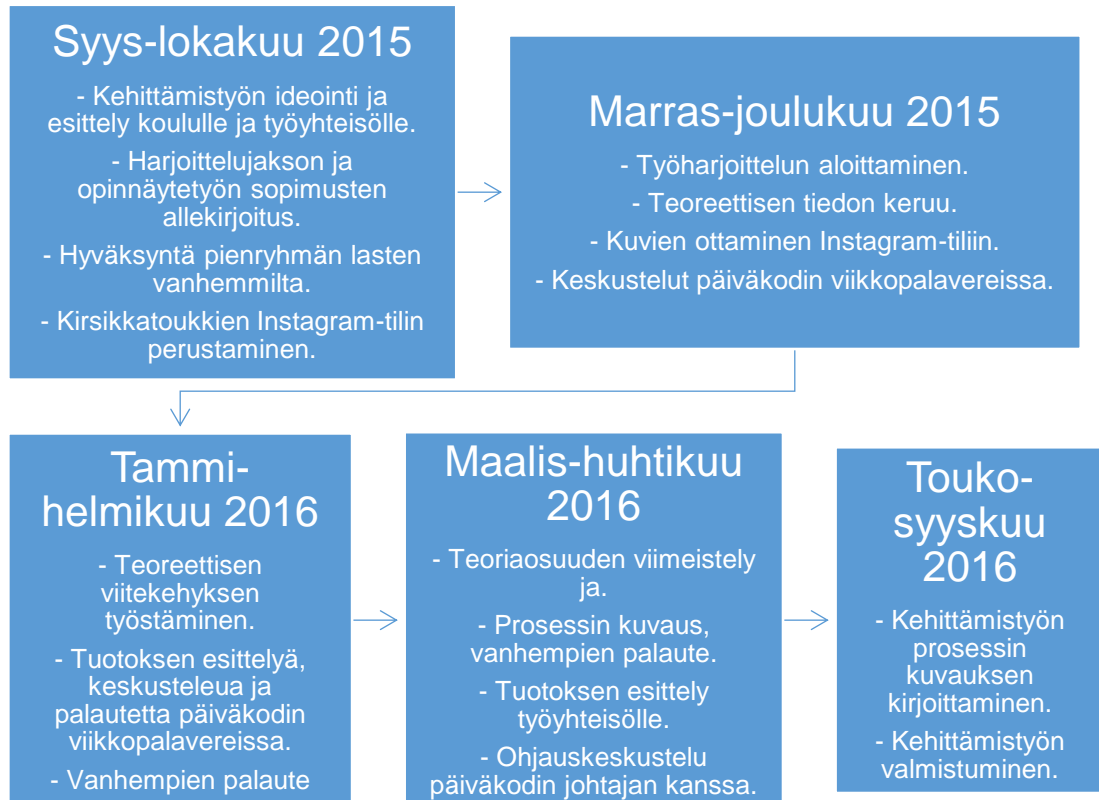 Syys-lokakuu 2015
- Kehittämistyön ideointi ja
esittely koululle ja työyhteisölle.
- Harjoittelujakson ja
opinnäytetyön sopimusten
allekirjoitus.
- Hyväksyntä pienryhmän lasten
vanhemmilta.
- Kirsikkatoukkien Instagram-tilin
perustaminen.
Marras-joulukuu 2015
- Työharjoittelun aloittaminen.
- Teoreettisen tiedon keruu.
- Kuvien ottaminen Instagram-tiliin.
- Keskustelut päiväkodin viikkopalavereissa.
Tammi-
helmikuu 2016
- Teoreettisen
viitekehyksen
työstäminen.
- Tuotoksen esittelyä,
keskusteleua ja
palautetta päiväkodin
viikkopalavereissa.
- Vanhempien palaute
Maalis-huhtikuu
2016
- Teoriaosuuden viimeistely
ja.
- Prosessin kuvaus,
vanhempien palaute.
- Tuotoksen esittely
työyhteisölle.
- Ohjauskeskustelu
päiväkodin johtajan kanssa.
Touko-
syyskuu
2016
- Kehittämistyön
prosessin
kuvauksen
kirjoittaminen.
- Kehittämistyön
valmistuminen.